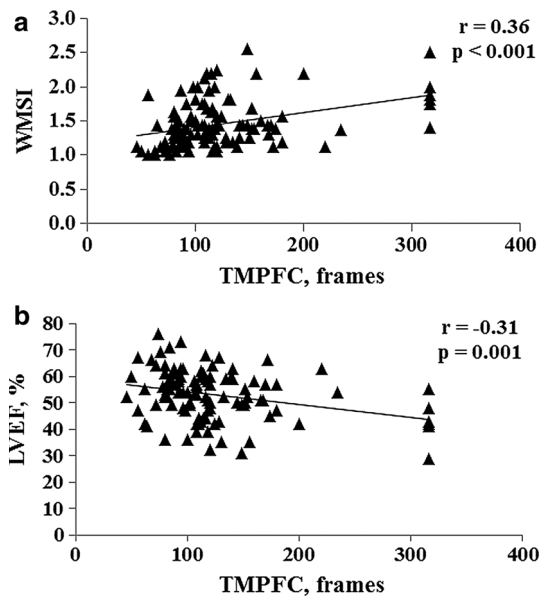 a
r = 0.36
p < 0.001
WMSI
3.0
2.5
2.0
1.5
1.0
0.5
0.0
0 100 200 300 400
TMPFC, frames
b
r = -0.31
p = 0.001
LVEF, %
80
70
60
50
40
30
20
10
0
0 100 200 300 400
TMPFC, frames